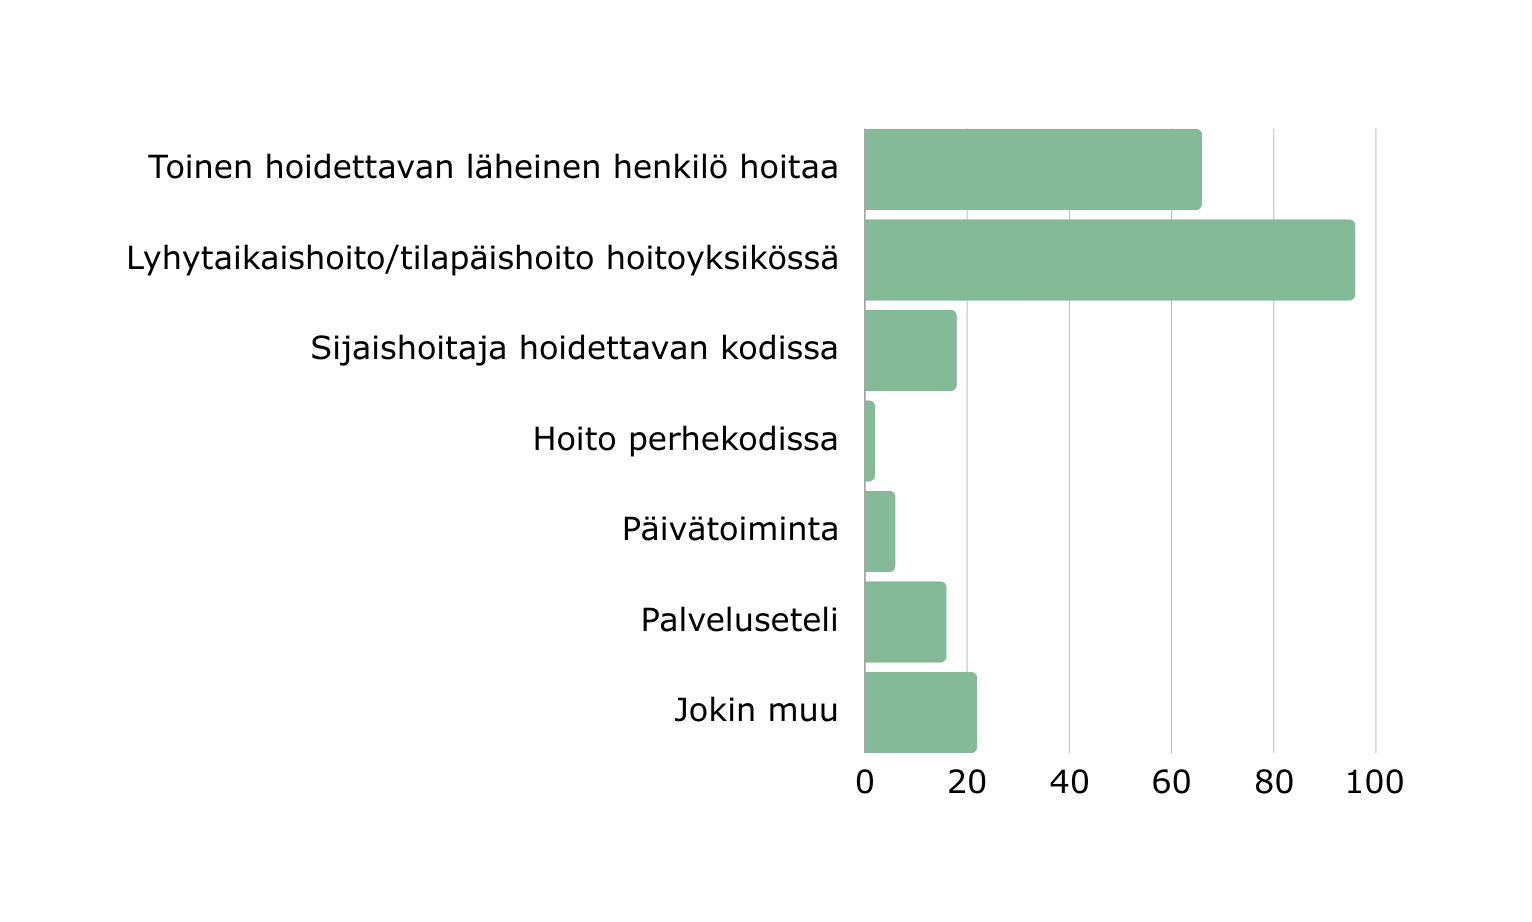 Toinen hoidettavan läheinen henkilö hoitaa
Lyhytaikaishoito/tilapäishoito hoitoyksikössä
Sijaishoitaja hoidettavan kodissa
Hoito perhekodissa
Päivätoiminta
Palveluseteli
Jokin muu
0 20 40 60 80 100